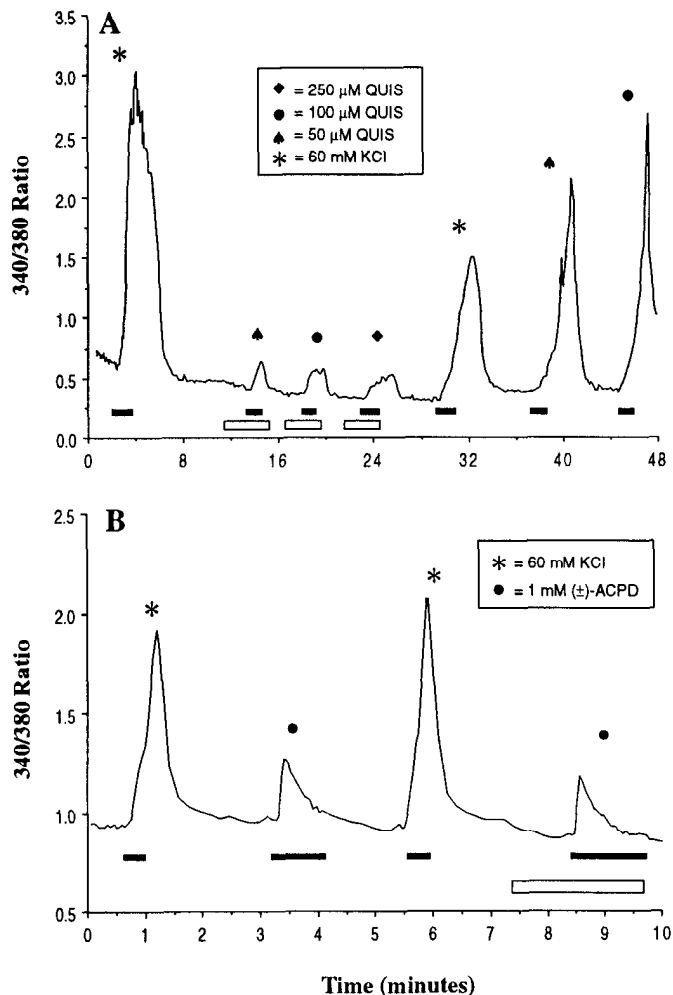 A
3.5
3.0
2.5
2.0
1.5
1.0
0.5
0.0
340/380 Ratio
♦ = 250 µM QUIS
● = 100 µM QUIS
♠ = 50 µM QUIS
* = 60 mM KCl
0 8 16 24 32 40 48
B
2.5
2.0
1.5
1.0
0.5
340/380 Ratio
* = 60 mM KCl
● = 1 mM (±)-ACPD
0 1 2 3 4 5 6 7 8 9 10
Time (minutes)